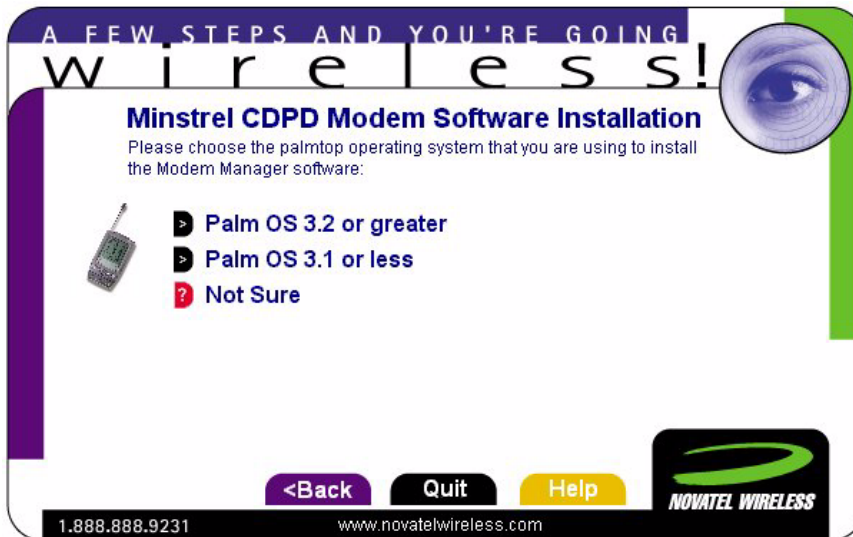 A FEW STEPS AND YOU'RE GOING
wireless!
Minstrel CDPD Modem Software Installation
Please choose the palmtop operating system that you are using to install
the Modem Manager software:
> Palm OS 3.2 or greater
> Palm OS 3.1 or less
? Not Sure
<Back
Quit
Help
NOVATEL WIRELESS
1.888.888.9231
www.novatelwireless.com